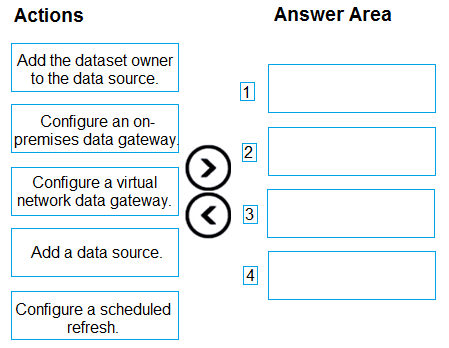 Actions
Answer Area
Add the dataset owner
to the data source.
Configure an on-
premises data gateway.
Configure a virtual
network data gateway.
Add a data source.
Configure a scheduled
refresh.
1
2
3
4